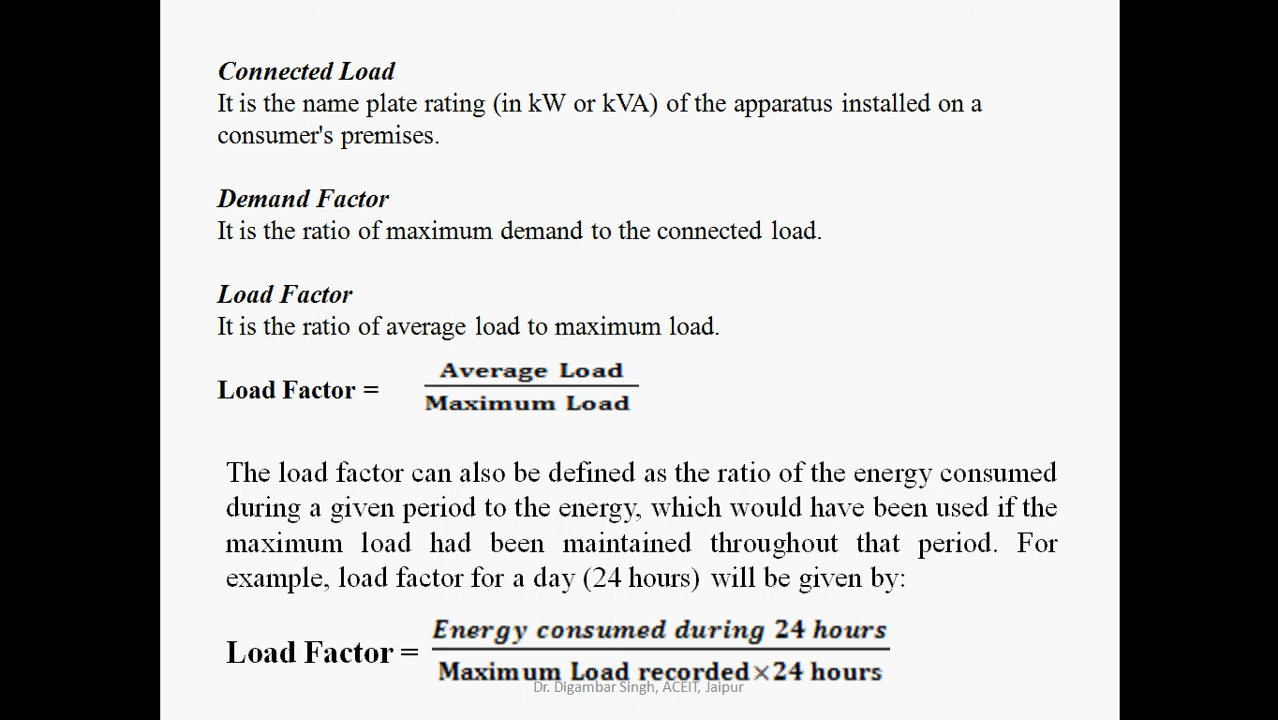 Connected Load
It is the name plate rating (in kW or kVA) of the apparatus installed on a
consumer's premises.
Demand Factor
It is the ratio of maximum demand to the connected load.
Load Factor
It is the ratio of average load to maximum load.
Load Factor = Average Load
Maximum Load
The load factor can also be defined as the ratio of the energy consumed
during a given period to the energy, which would have been used if the
maximum load had been maintained throughout that period. For
example, load factor for a day (24 hours) will be given by:
Load Factor = Energy consumed during 24 hours
Maximum Load recorded×24 hours
Dr. Digambar Singh, ACEIT, Jaipur